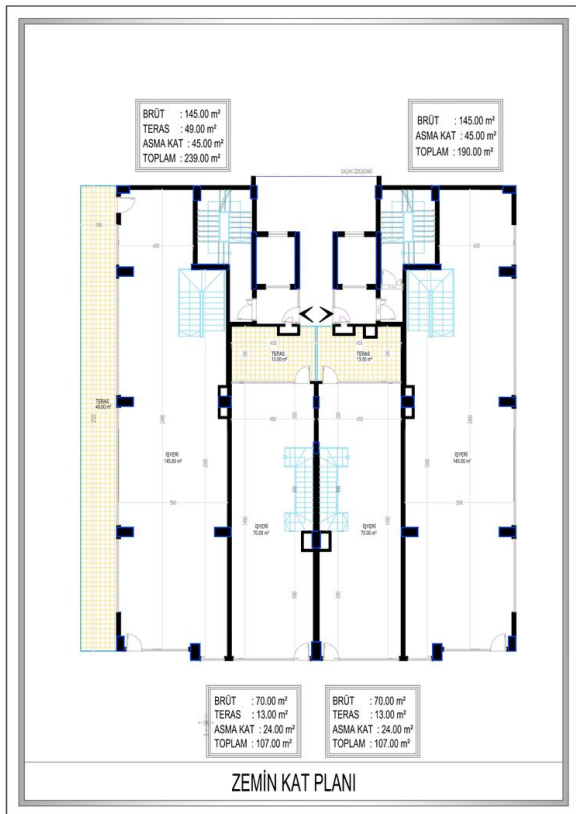 BRÜT : 145.00 m²
TERAS : 49.00 m²
ASMA KAT : 45.00 m²
TOPLAM : 239.00 m²
BRÜT : 145.00 m²
ASMA KAT : 45.00 m²
TOPLAM : 190.00 m²
405
405
455
455
TERAS
13.00 m²
TERAS
13.00 m²
TERAS
49.00 m²
450
450
İŞYERİ
145.00 m²
İŞYERİ
145.00 m²
590
590
İŞYERİ
70.00 m²
İŞYERİ
70.00 m²
BRÜT : 70.00 m²
TERAS : 13.00 m²
ASMA KAT : 24.00 m²
TOPLAM : 107.00 m²
BRÜT : 70.00 m²
TERAS : 13.00 m²
ASMA KAT : 24.00 m²
TOPLAM : 107.00 m²
ZEMİN KAT PLANI